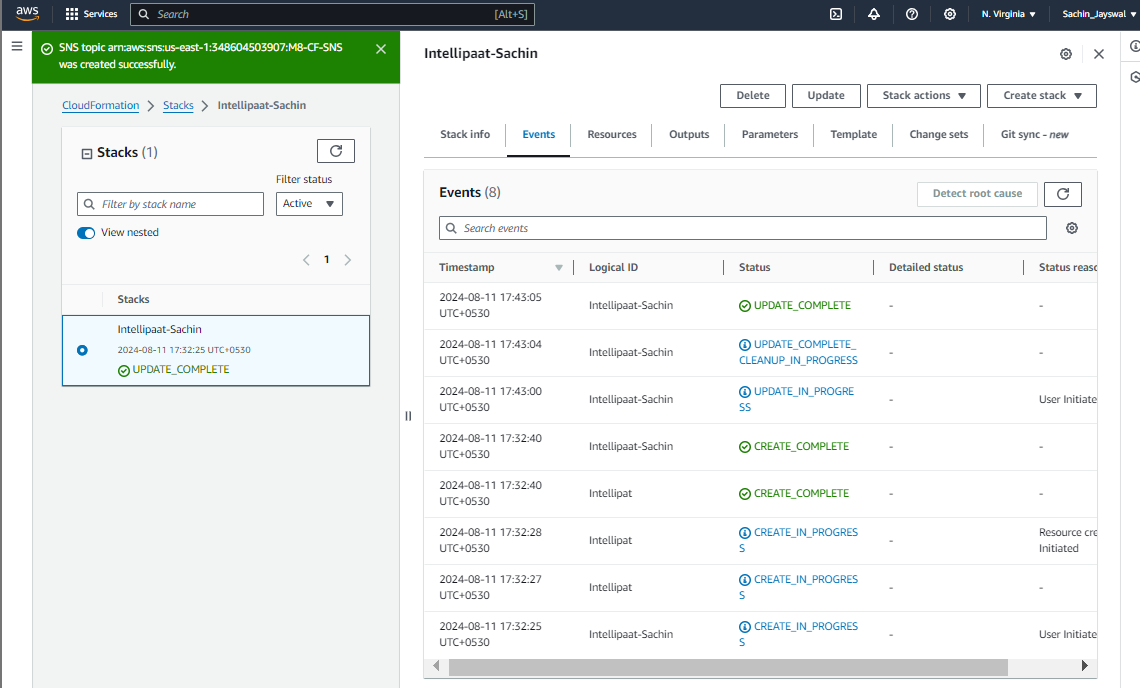 aws
Services
Search
[Alt+S]
N. Virginia
Sachin_Jayswal
SNS topic arn:aws:sns:us-east-1:348604503907:M8-CF-SNS
was created successfully.
CloudFormation
Stacks
Intellipaat-Sachin
Stacks (1)
Filter status
Filter by stack name
Active
View nested
1
Stacks
Intellipaat-Sachin
2024-08-11 17:32:25 UTC+0530
UPDATE_COMPLETE
Intellipaat-Sachin
Delete
Update
Stack actions
Create stack
Stack info
Events
Resources
Outputs
Parameters
Template
Change sets
Git sync - new
Events (8)
Detect root cause
Search events
Timestamp
Logical ID
Status
Detailed status
Status reaso
2024-08-11 17:43:05
UTC+0530
Intellipaat-Sachin
UPDATE_COMPLETE
-
-
2024-08-11 17:43:04
UTC+0530
Intellipaat-Sachin
UPDATE_COMPLETE_
CLEANUP_IN_PROGRESS
-
-
2024-08-11 17:43:00
UTC+0530
Intellipaat-Sachin
UPDATE_IN_PROGRE
SS
-
User Initiate
2024-08-11 17:32:40
UTC+0530
Intellipaat-Sachin
CREATE_COMPLETE
-
-
2024-08-11 17:32:40
UTC+0530
Intellipat
CREATE_COMPLETE
-
-
2024-08-11 17:32:28
UTC+0530
Intellipat
CREATE_IN_PROGRES
S
-
Resource cre
Initiated
2024-08-11 17:32:27
UTC+0530
Intellipat
CREATE_IN_PROGRES
S
-
-
2024-08-11 17:32:25
UTC+0530
Intellipaat-Sachin
CREATE_IN_PROGRES
S
-
User Initiate